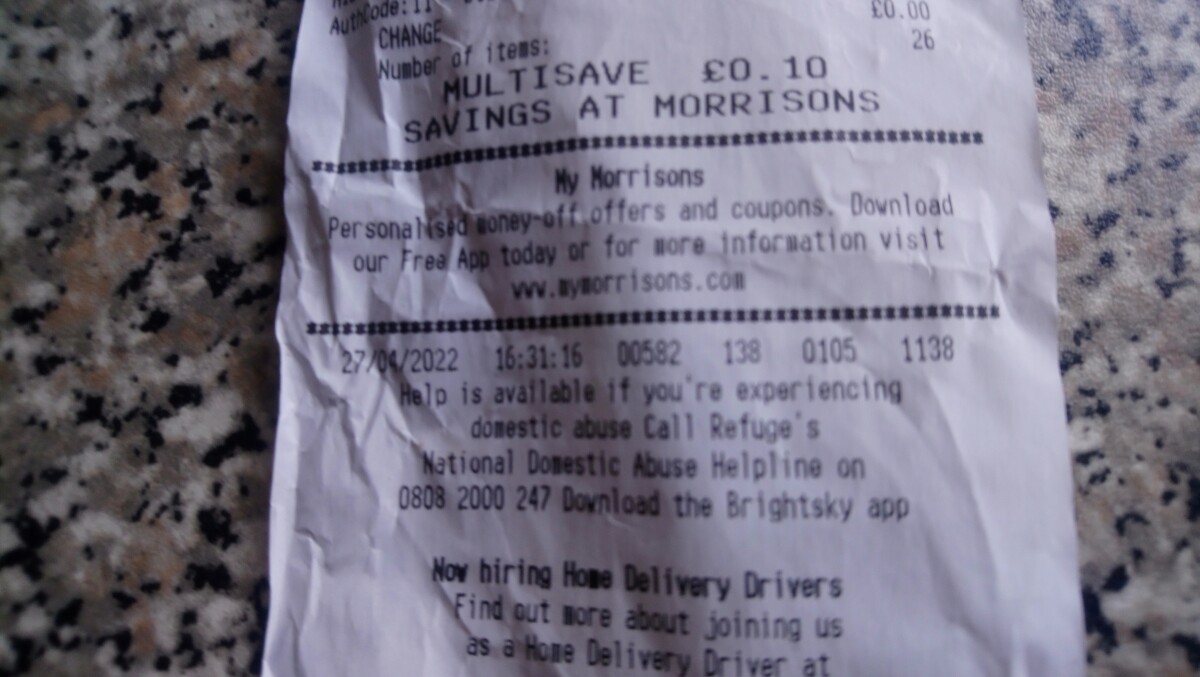 AuthCode:11
£0.00
CHANGE
26
Number of items:
MULTISAVE £0.10
SAVINGS AT MORRISONS
************************************************
My Morrisons
Personalised money-off offers and coupons. Download
our Free App today or for more information visit
www.mymorrisons.com
************************************************
27/04/2022 16:31:16 00582 138 0105 1138
Help is available if you're experiencing
domestic abuse Call Refuge's
National Domestic Abuse Helpline on
0808 2000 247 Download the Brightsky app
Now hiring Home Delivery Drivers
Find out more about joining us
as a Home Delivery Driver at